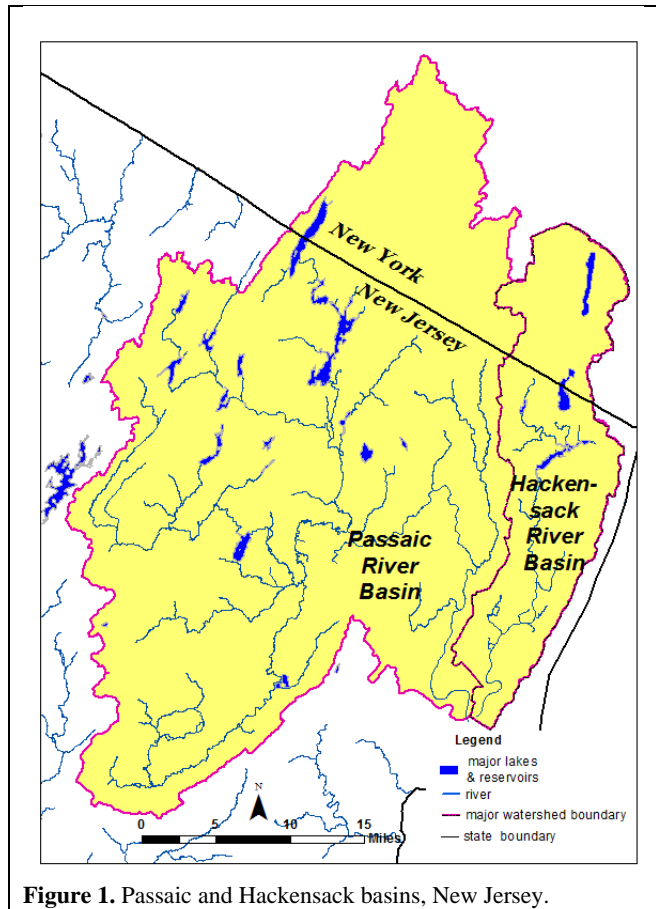 New York
New Jersey
Hacken-
sack
River
Basin
Passaic
River
Basin
Legend
major lakes
& reservoirs
river
major watershed boundary
state boundary
N
0 5 10 15
Miles
Figure 1. Passaic and Hackensack basins, New Jersey.